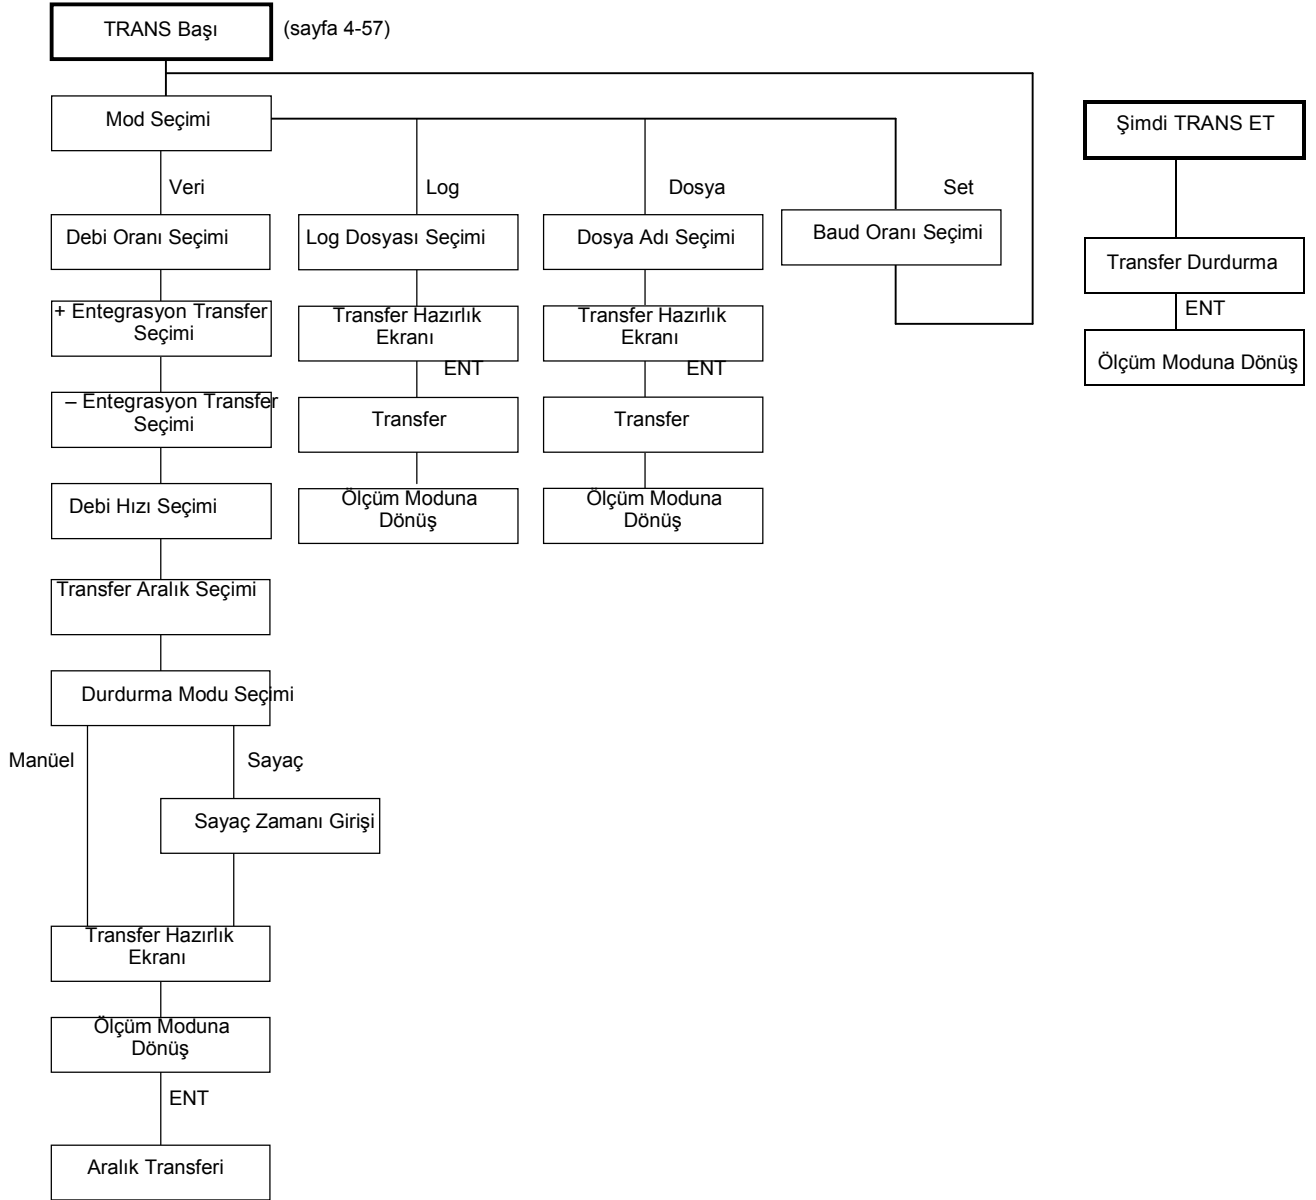 TRANS Başı
(sayfa 4-57)
Mod Seçimi
Şimdi TRANS ET
Veri
Log
Dosya
Set
Debi Oranı Seçimi
Log Dosyası Seçimi
Dosya Adı Seçimi
Baud Oranı Seçimi
Transfer Durdurma
ENT
Ölçüm Moduna Dönüş
+ Entegrasyon Transfer
Seçimi
Transfer Hazırlık
Ekranı
ENT
Transfer Hazırlık
Ekranı
ENT
– Entegrasyon Transfer
Seçimi
Transfer
Transfer
Debi Hızı Seçimi
Ölçüm Moduna
Dönüş
Ölçüm Moduna
Dönüş
Transfer Aralık Seçimi
Durdurma Modu Seçimi
Manüel
Sayaç
Sayaç Zamanı Girişi
Transfer Hazırlık
Ekranı
Ölçüm Moduna
Dönüş
ENT
Aralık Transferi